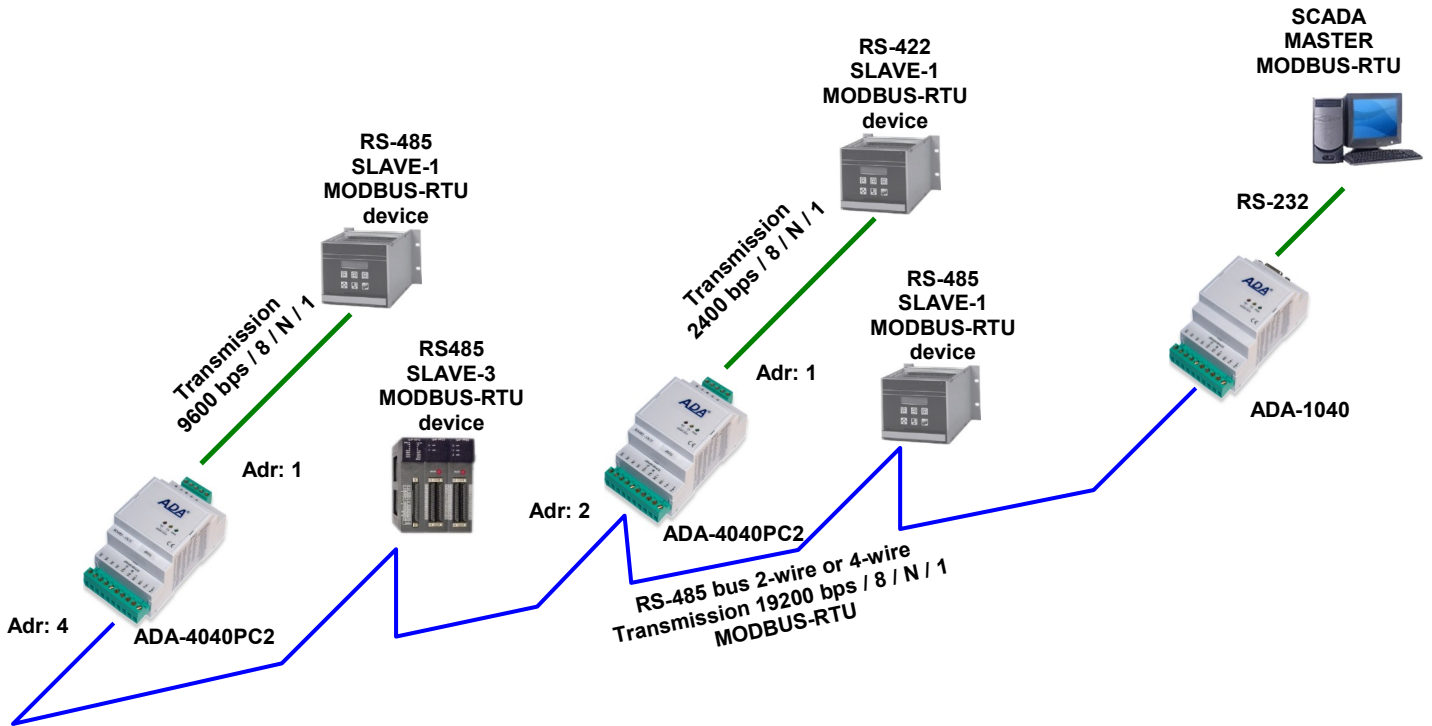 SCADA
MASTER
MODBUS-RTU
RS-232
ADA
ADA-1040
RS-422
SLAVE-1
MODBUS-RTU
device
Transmission
2400 bps / 8 / N / 1
Adr: 1
ADA
Adr: 2
ADA-4040PC2
RS-485
SLAVE-1
MODBUS-RTU
device
RS-485
SLAVE-1
MODBUS-RTU
device
Transmission
9600 bps / 8 / N / 1
Adr: 1
ADA
Adr: 4
ADA-4040PC2
RS485
SLAVE-3
MODBUS-RTU
device
RS-485 bus 2-wire or 4-wire
Transmission 19200 bps / 8 / N / 1
MODBUS-RTU